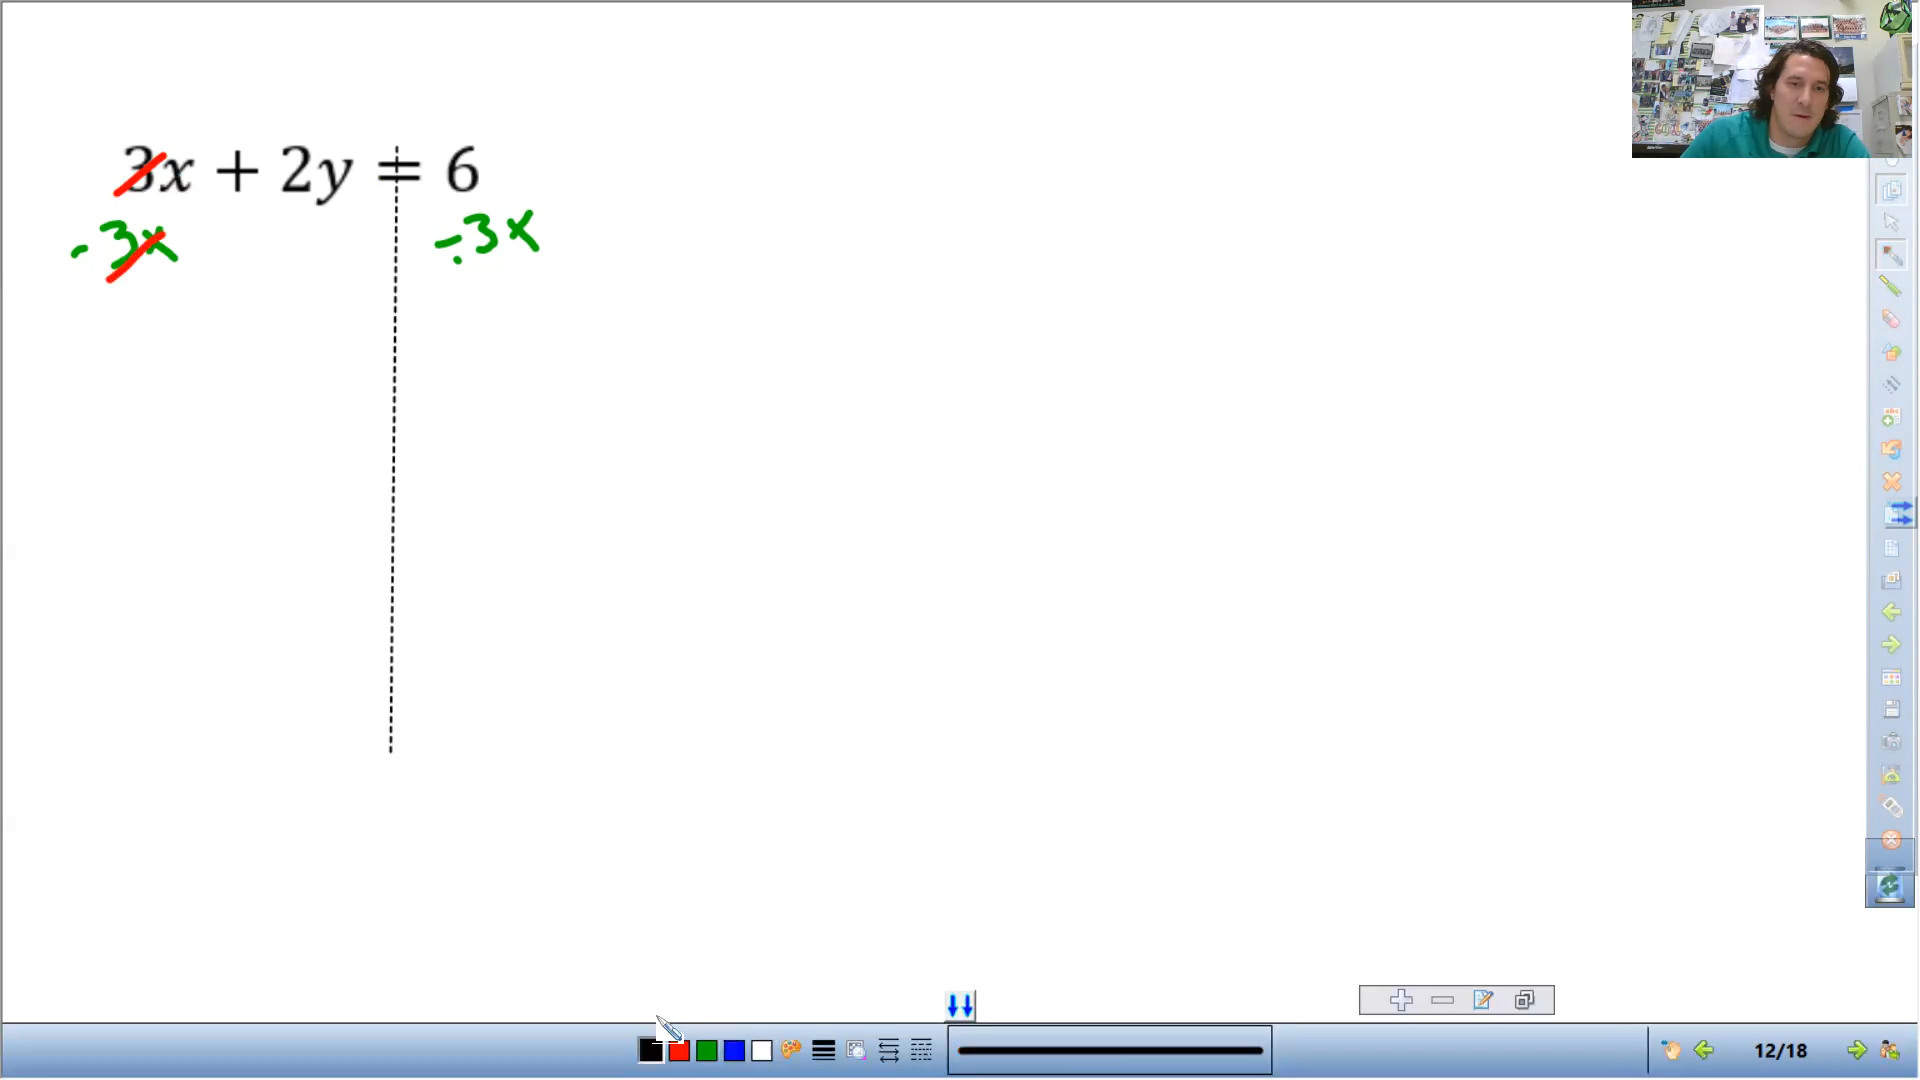 3x + 2y = 6
- 3x ÷ 3x
12/18